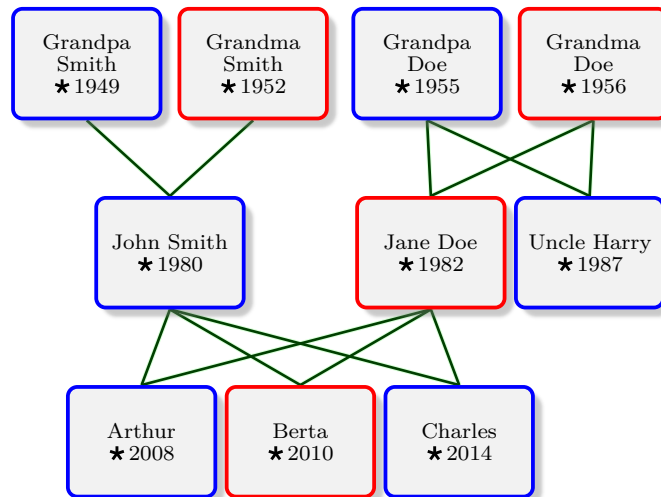 Grandpa
Smith
★1949
Grandma
Smith
★1952
Grandpa
Doe
★1955
Grandma
Doe
★1956
John Smith
★1980
Jane Doe
★1982
Uncle Harry
★1987
Arthur
★2008
Berta
★2010
Charles
★2014